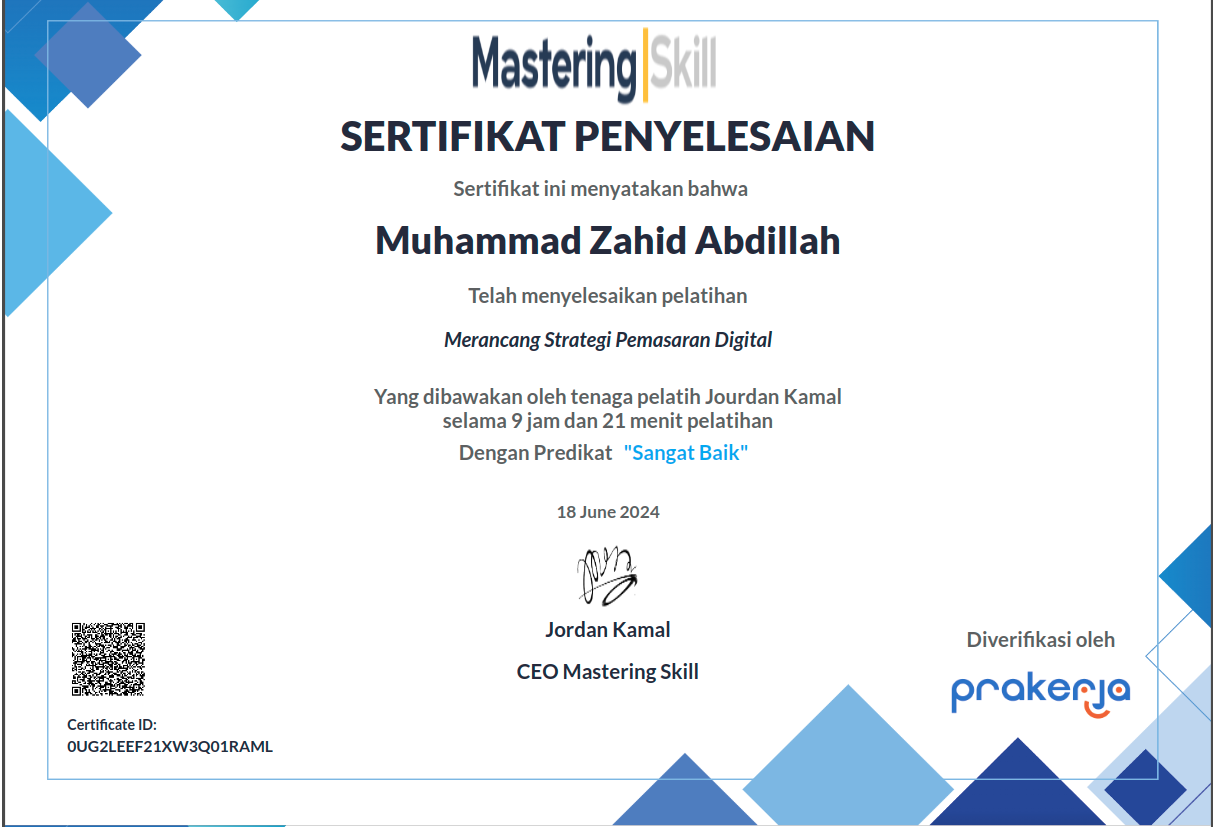 Mastering|Skill
SERTIFIKAT PENYELESAIAN
Sertifikat ini menyatakan bahwa
Muhammad Zahid Abdillah
Telah menyelesaikan pelatihan
Merancang Strategi Pemasaran Digital
Yang dibawakan oleh tenaga pelatih Jourdan Kamal
selama 9 jam dan 21 menit pelatihan
Dengan Predikat "Sangat Baik"
18 June 2024
Jordan Kamal
CEO Mastering Skill
Certificate ID:
0UG2LEEF21XW3Q01RAML
Diverifikasi oleh
prakerja